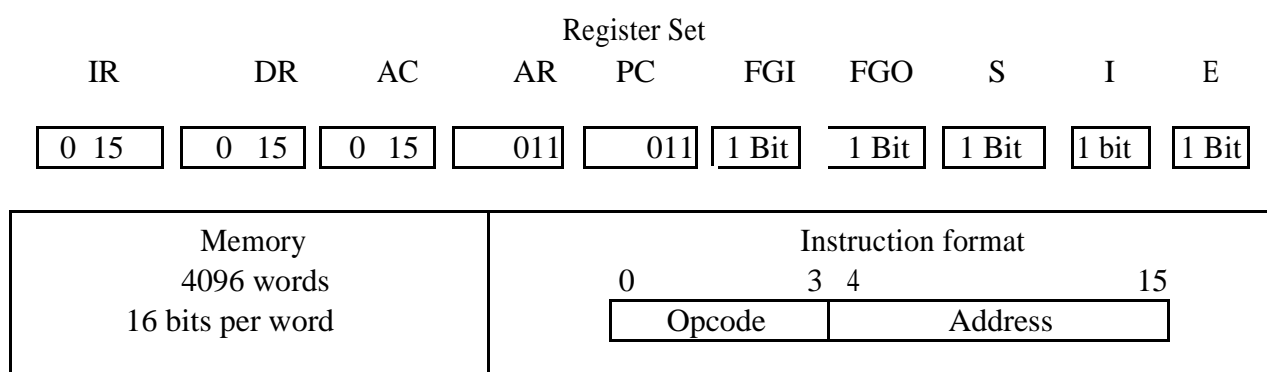 Register Set
IR DR AC AR PC FGI FGO S I E
0 15 0 15 0 15 011 011 1 Bit 1 Bit 1 Bit 1 bit 1 Bit
Memory
4096 words
16 bits per word
Instruction format
0 3 4 15
Opcode Address